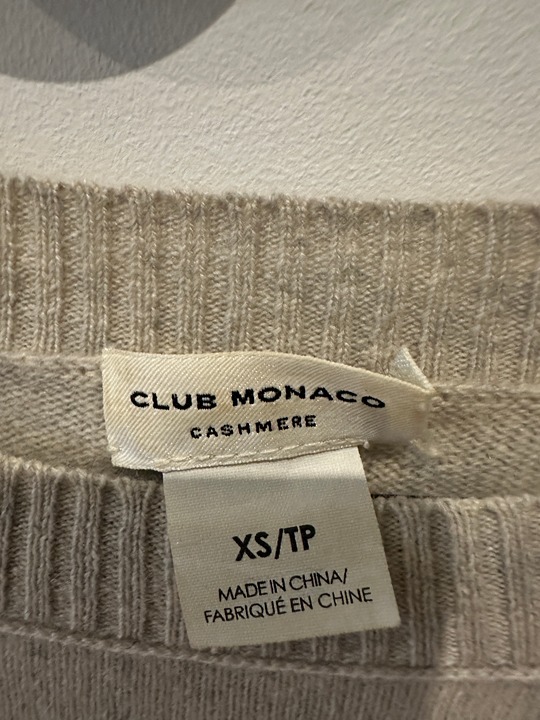 CLUB MONACO
CASHMERE
XS/TP
MADE IN CHINA/
FABRIQUÉ EN CHINE